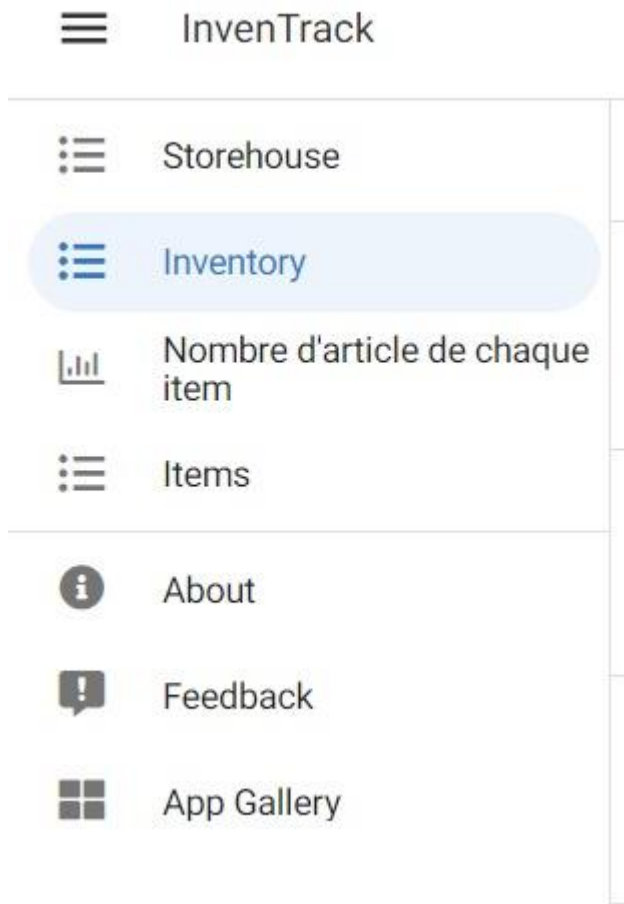 InvenTrack
Storehouse
Inventory
Nombre d'article de chaque
item
Items
About
Feedback
App Gallery